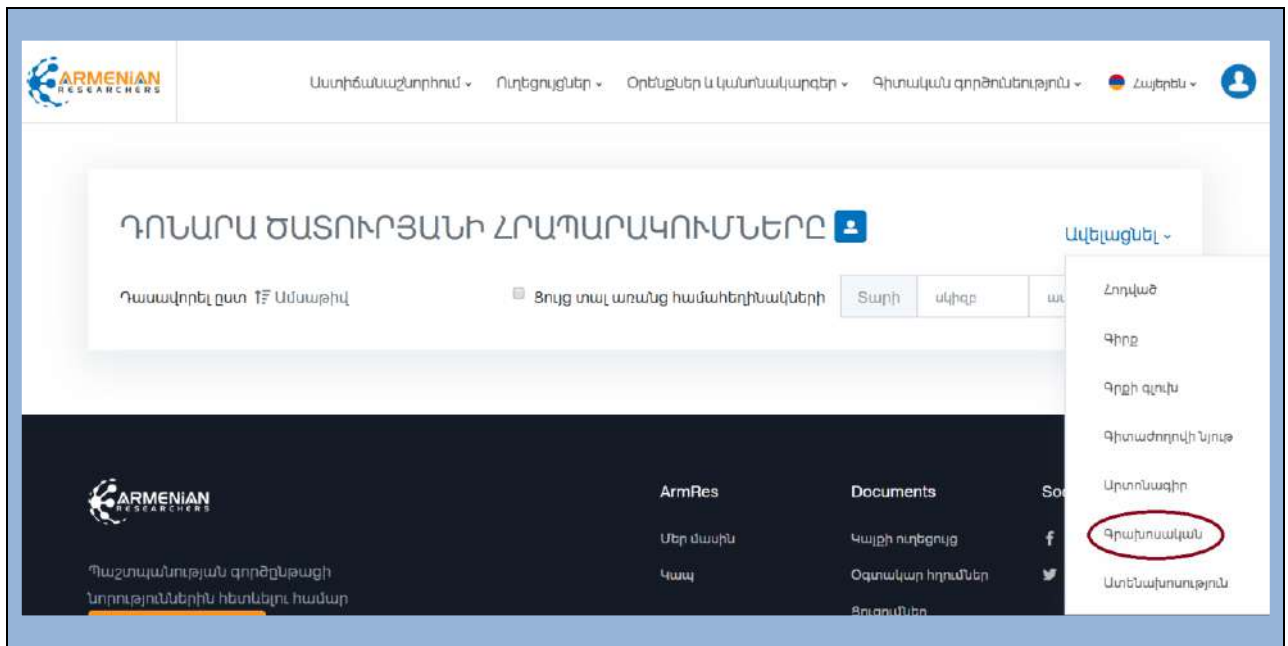 ARMENIAN
RESEARCHERS
Աստիճանաշնորհում Ուղեցույցներ Օրենքներ և կանոնակարգեր Գիտական գործունեություն Հայերեն
ԴՈՆԱՐԱ ԾԱՏՈՒՐՅԱՆԻ ՀՐԱՊԱՐԱԿՈՒՄՆԵՐԸ
Ավելացնել
Դասավորել ըստ Ամսաթիվ Ցույց տալ առանց համահեղինակների Տարի սկիզբ
Հոդված
Գիրք
Գրքի գլուխ
Գիտաժողովի նյութ
Արտոնագիր
Գրախոսական
Ատենախոսություն
ARMENIAN
RESEARCHERS
Պաշտպանության գործընթացի
նորություններին հետևելու համար
ArmRes
Մեր մասին
Կապ
Documents
Կայքի ուղեցույց
Օգտակար հղումներ
Ցուցումներ